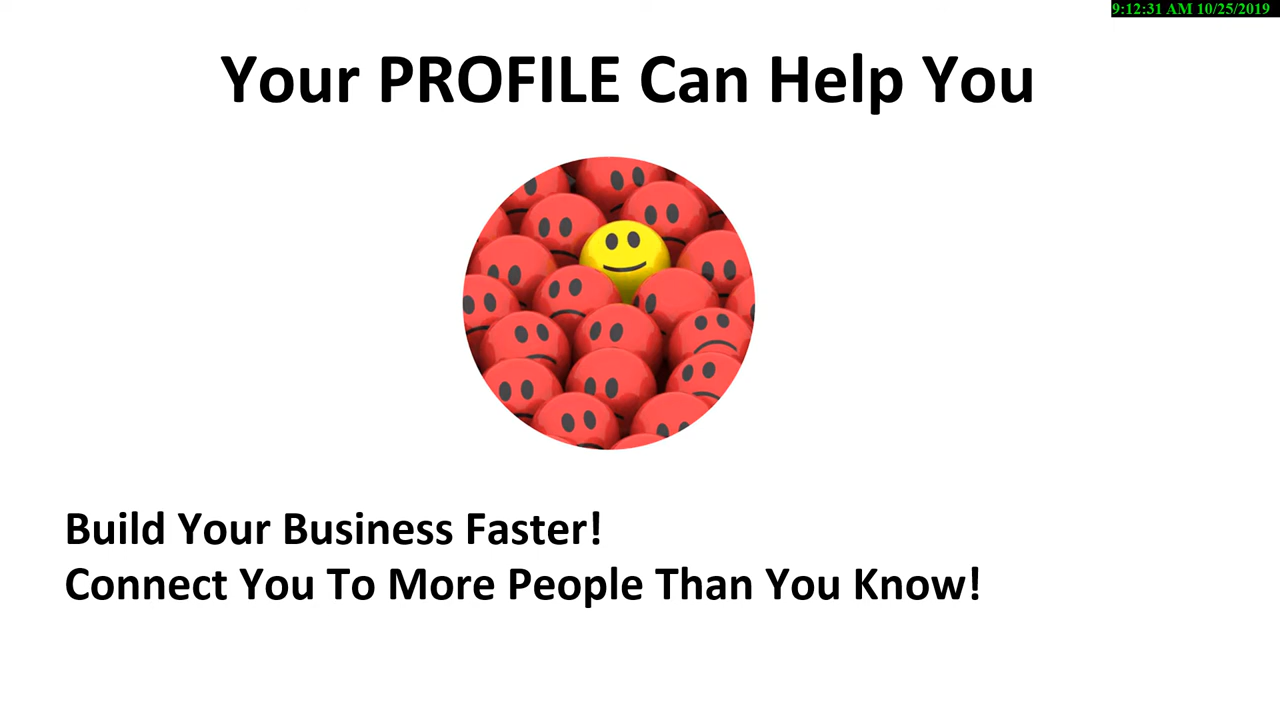 9:12:31 AM 10/25/2019
Your PROFILE Can Help You
Build Your Business Faster!
Connect You To More People Than You Know!